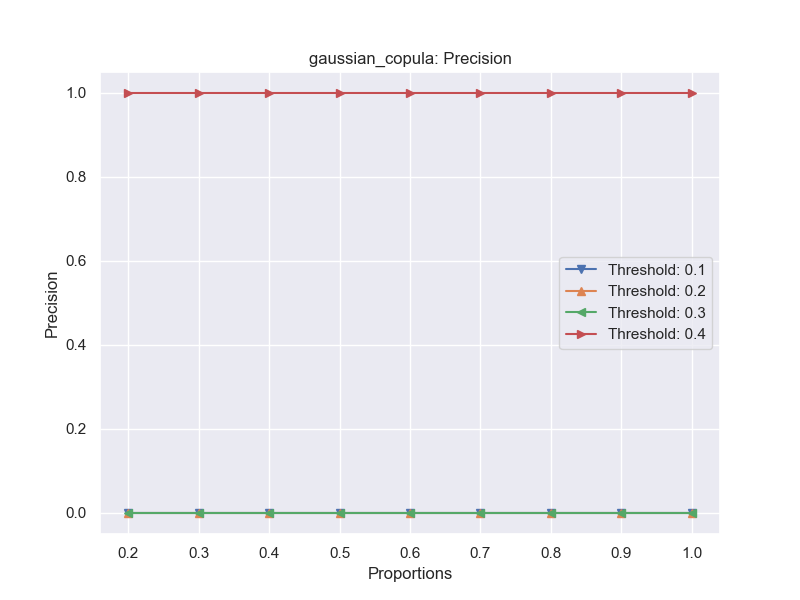 gaussian_copula: Precision
1.0
0.8
0.6
0.4
0.2
0.0
Precision
Threshold: 0.1
Threshold: 0.2
Threshold: 0.3
Threshold: 0.4
0.2 0.3 0.4 0.5 0.6 0.7 0.8 0.9 1.0
Proportions